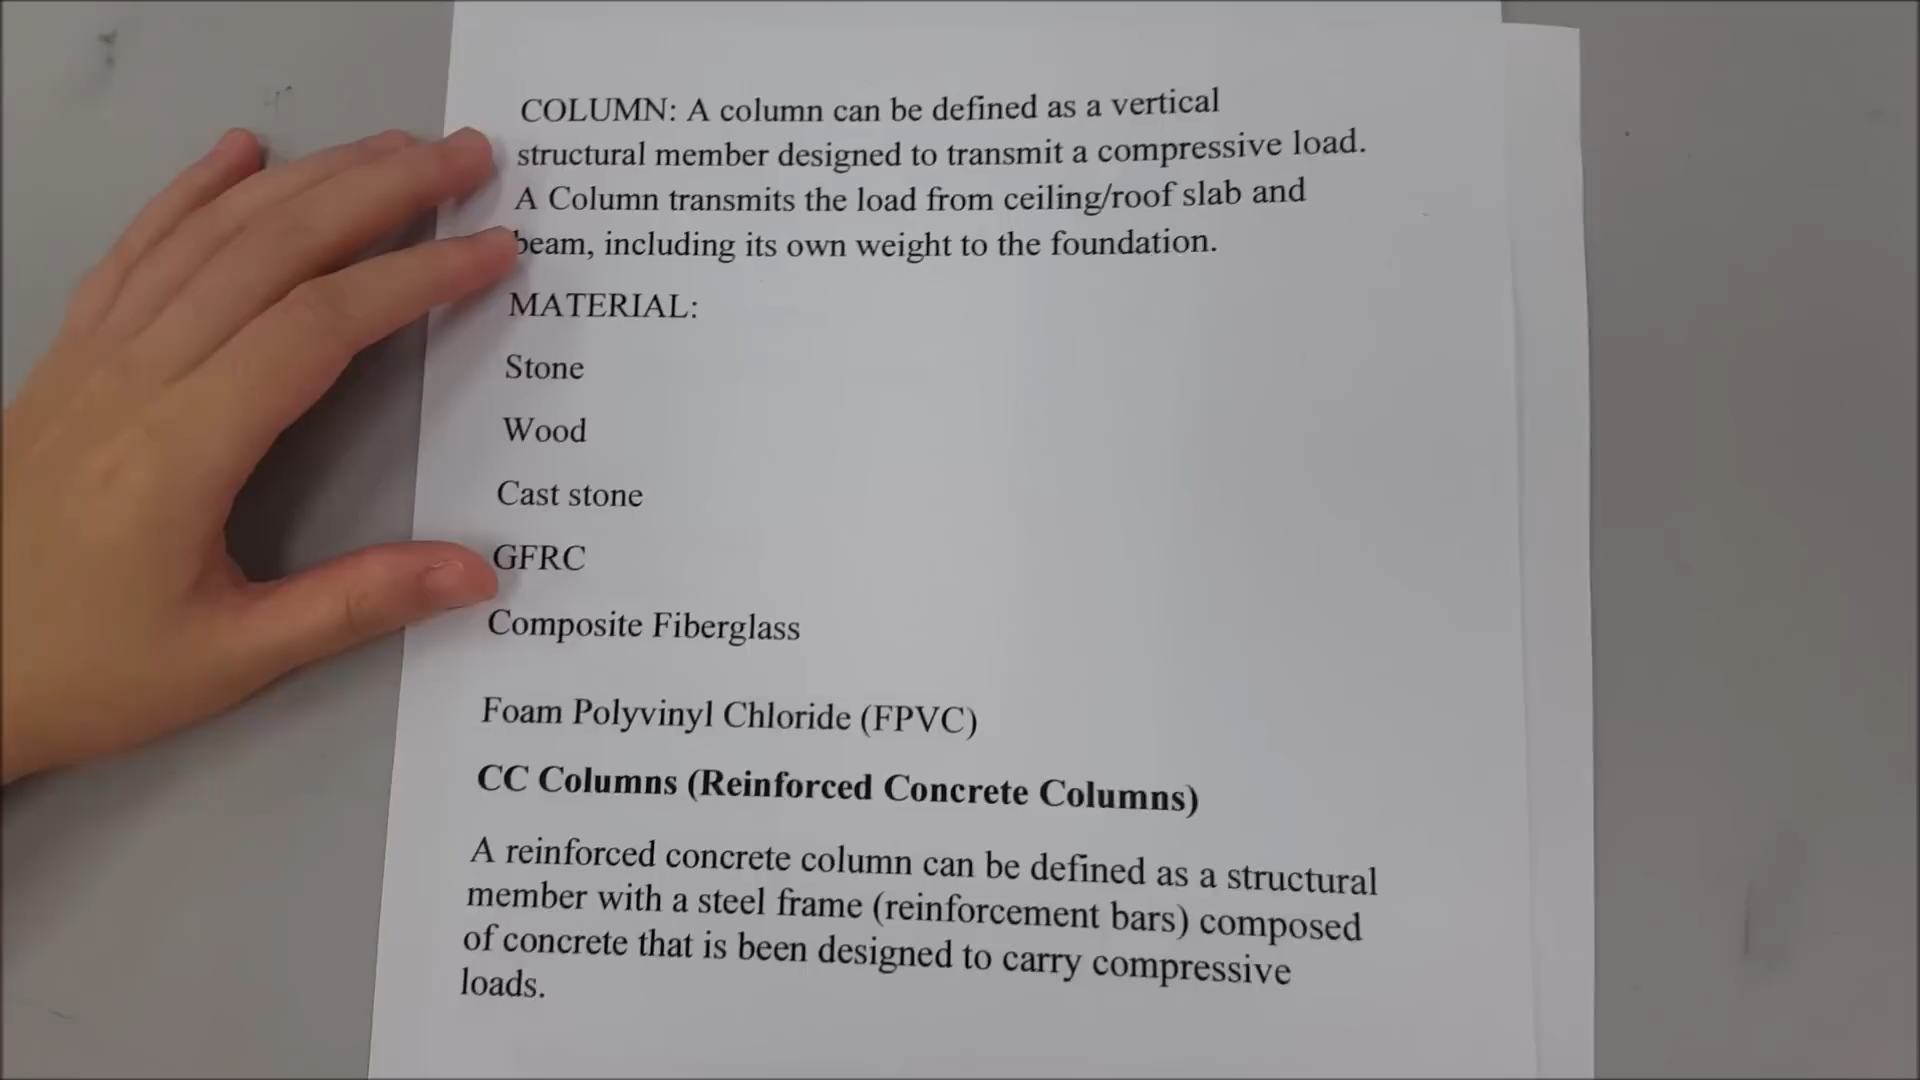 COLUMN: A column can be defined as a vertical
structural member designed to transmit a compressive load.
A Column transmits the load from ceiling/roof slab and
beam, including its own weight to the foundation.
MATERIAL:
Stone
Wood
Cast stone
GFRC
Composite Fiberglass
Foam Polyvinyl Chloride (FPVC)
CC Columns (Reinforced Concrete Columns)
A reinforced concrete column can be defined as a structural
member with a steel frame (reinforcement bars) composed
of concrete that is been designed to carry compressive
loads.